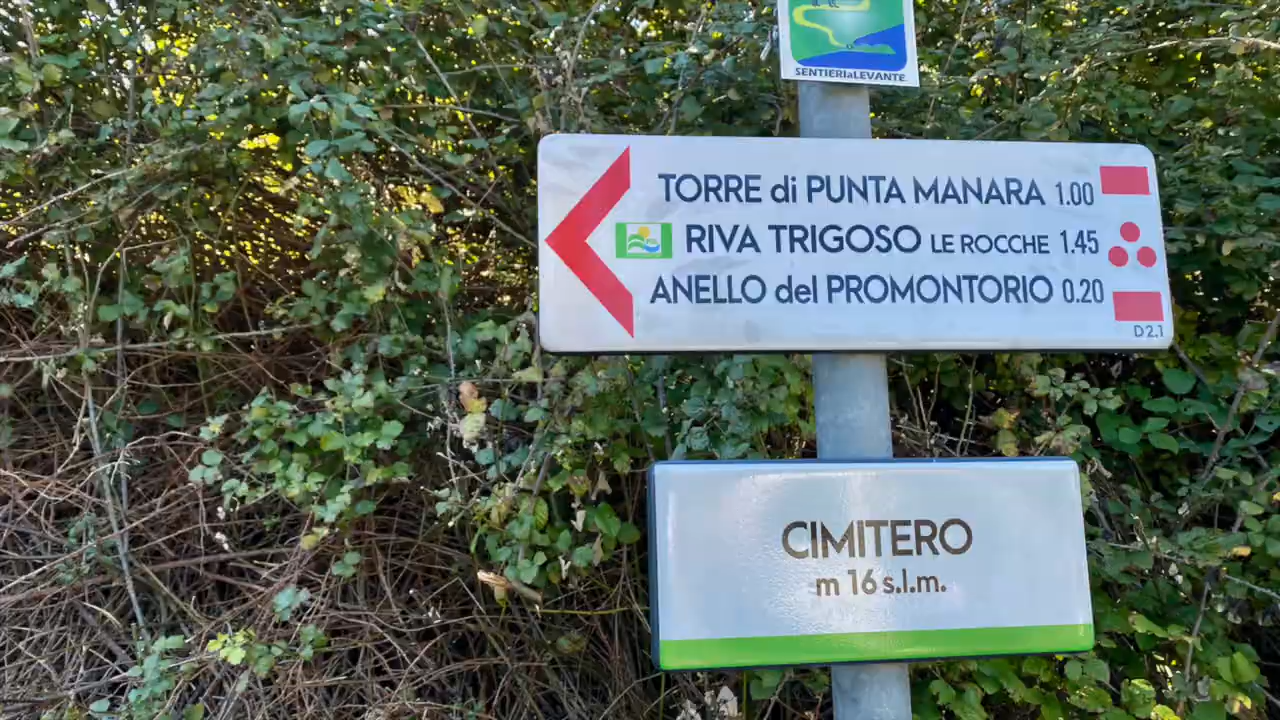 SENTIERIaLEVANTE
TORRE di PUNTA MANARA 1.00
RIVA TRIGOSO LE ROCCHE 1.45
ANELLO del PROMONTORIO 0.20
D 2.1
CIMITERO
m 16 s.l.m.